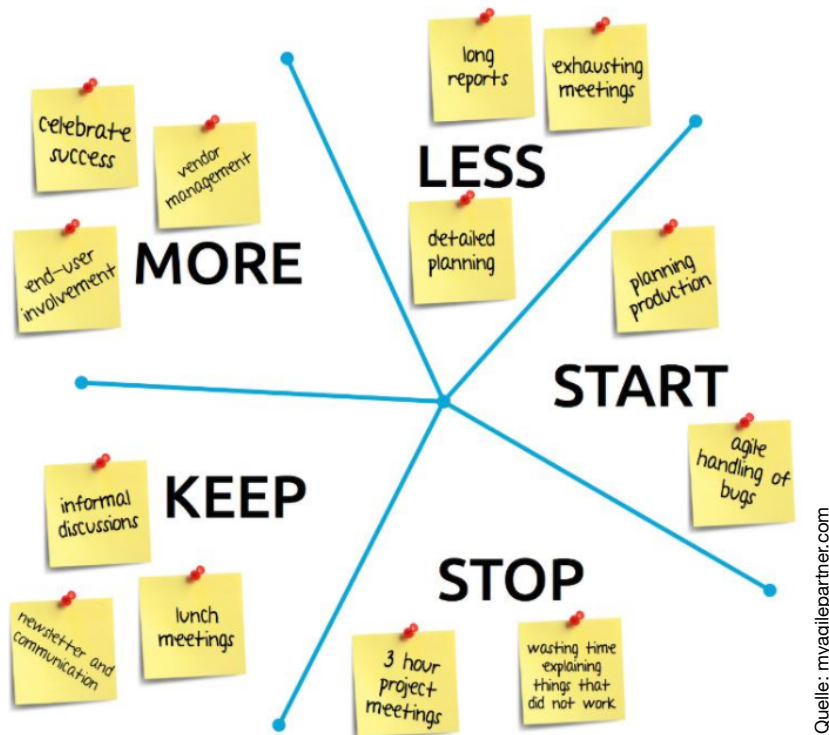 long
reports
exhausting
meetings
LESS
detailed
planning
celebrate
success
vendor
management
end-user
involvement
MORE
planning
production
START
agile
handling of
bugs
KEEP
informal
discussions
newsletter and
communication
lunch
meetings
STOP
3 hour
project
meetings
wasting time
explaining
things that
did not work
Quelle: myagilepartner.com